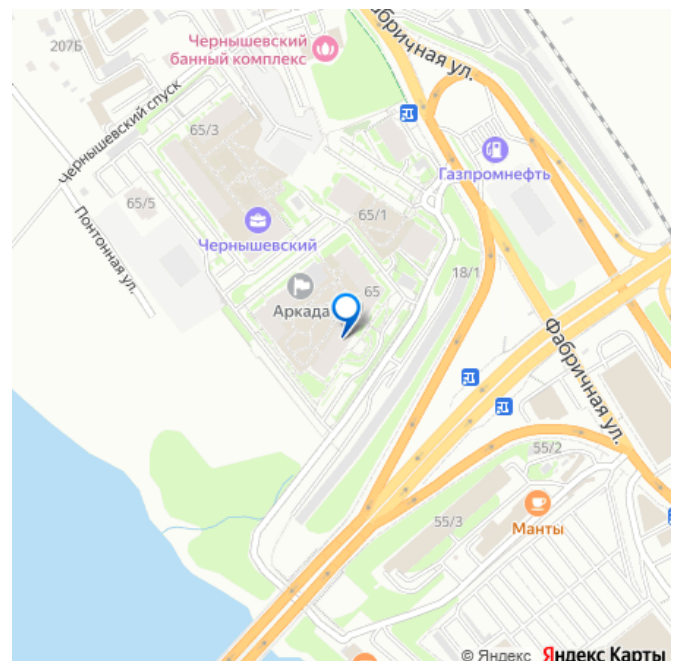 207Б
Чернышевский
банный комплекс
Фабричная ул.
Чернышевский спуск
65/3
Газпромнефть
65/5
65/1
Понтонная ул.
Чернышевский
18/1
65
Аркада
Фабричная ул.
55/2
55/3
Манты
© Яндекс Яндекс Карты